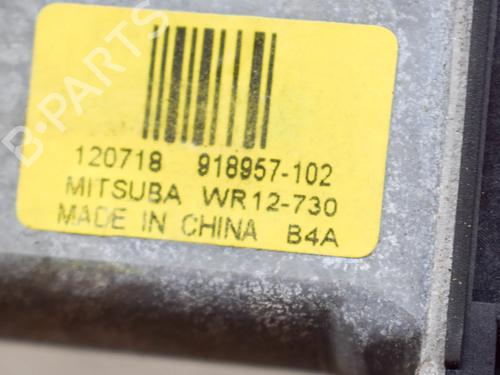 B-PARTS
120718 918957-102
MITSUBA WR12-730
MADE IN CHINA B4A